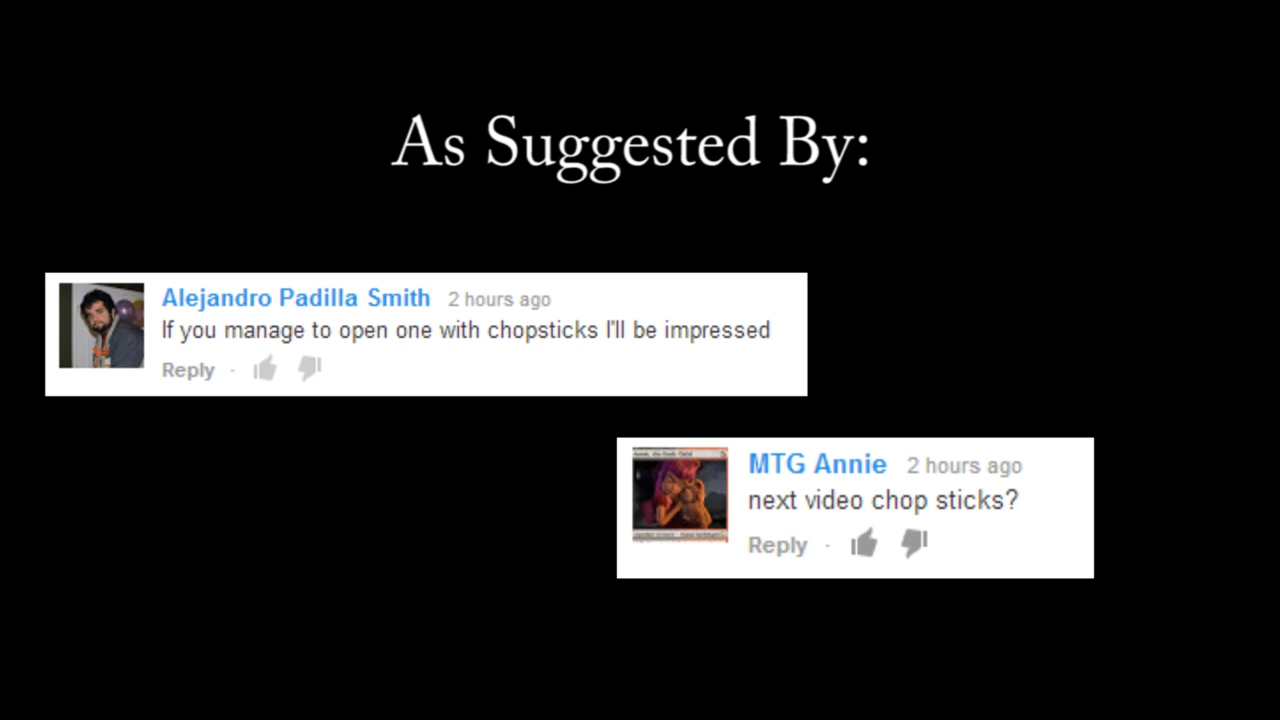 As Suggested By:
Alejandro Padilla Smith 2 hours ago
If you manage to open one with chopsticks I'll be impressed
Reply ·
MTG Annie 2 hours ago
next video chop sticks?
Reply ·